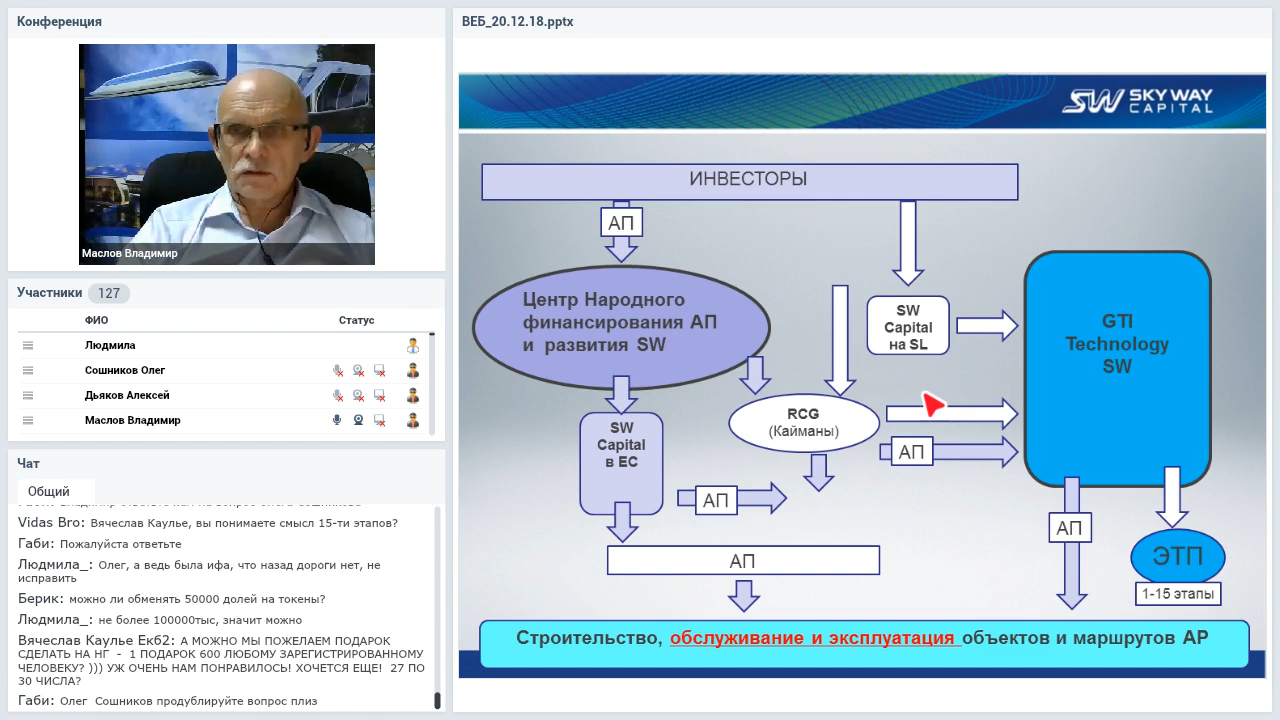 Конференция
Маслов Владимир
Участники 127
ФИО Статус
Людмила
Сошников Олег
Дьяков Алексей
Маслов Владимир
Чат
Общий
Vidas Bro: Вячеслав Каулье, вы понимаете смысл 15-ти этапов?
Габи: Пожалуйста ответьте
Людмила_: Олег, а ведь была ифа, что назад дороги нет, не
исправить
Берик: можно ли обменять 50000 долей на токены?
Людмила_: не более 100000тыс, значит можно
Вячеслав Каулье Екб2: А МОЖНО МЫ ПОЖЕЛАЕМ ПОДАРОК
СДЕЛАТЬ НА НГ - 1 ПОДАРОК 600 ЛЮБОМУ ЗАРЕГИСТРИРОВАННОМУ
ЧЕЛОВЕКУ? ))) УЖ ОЧЕНЬ НАМ ПОНРАВИЛОСЬ! ХОЧЕТСЯ ЕЩЕ! 27 ПО
30 ЧИСЛА?
Габи: Олег Сошников продублируйте вопрос плиз
ВЕБ_20.12.18.pptx
SW SKY WAY
CAPITAL
ИНВЕСТОРЫ
АП
Центр Народного
финансирования АП
и развития SW
SW
Capital
на SL
GTI
Technology
SW
RCG
(Кайманы)
SW
Capital
в ЕС
АП
АП
АП
АП
ЭТП
1-15 этапы
Строительство, обслуживание и эксплуатация объектов и маршрутов АР